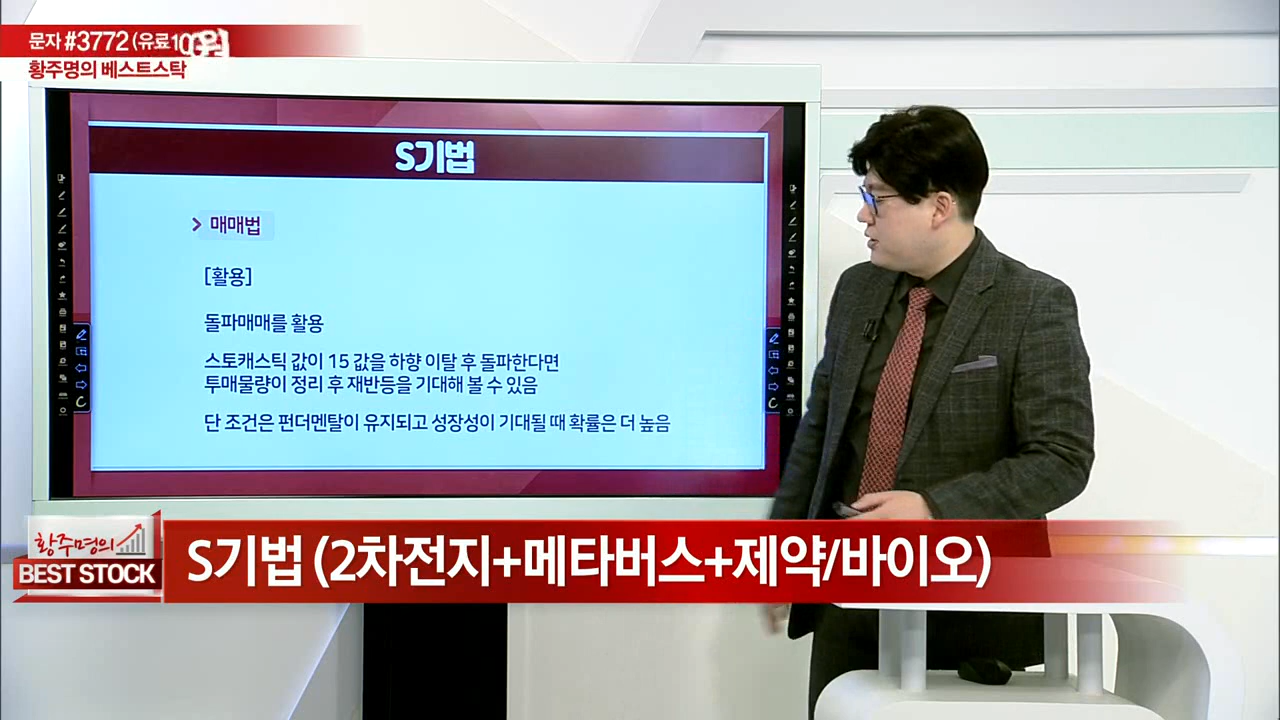 문자 #3772 (유료100원
황주명의 베스트스탁
S기법
> 매매법
[활용]
돌파매매를 활용
스토캐스틱 값이 15 값을 하향 이탈 후 돌파한다면
투매물량이 정리 후 재반등을 기대해 볼 수 있음
단 조건은 펀더멘탈이 유지되고 성장성이 기대될 때 확률은 더 높음
황주명의
BEST STOCK
S기법 (2차전지+메타버스+제약/바이오)